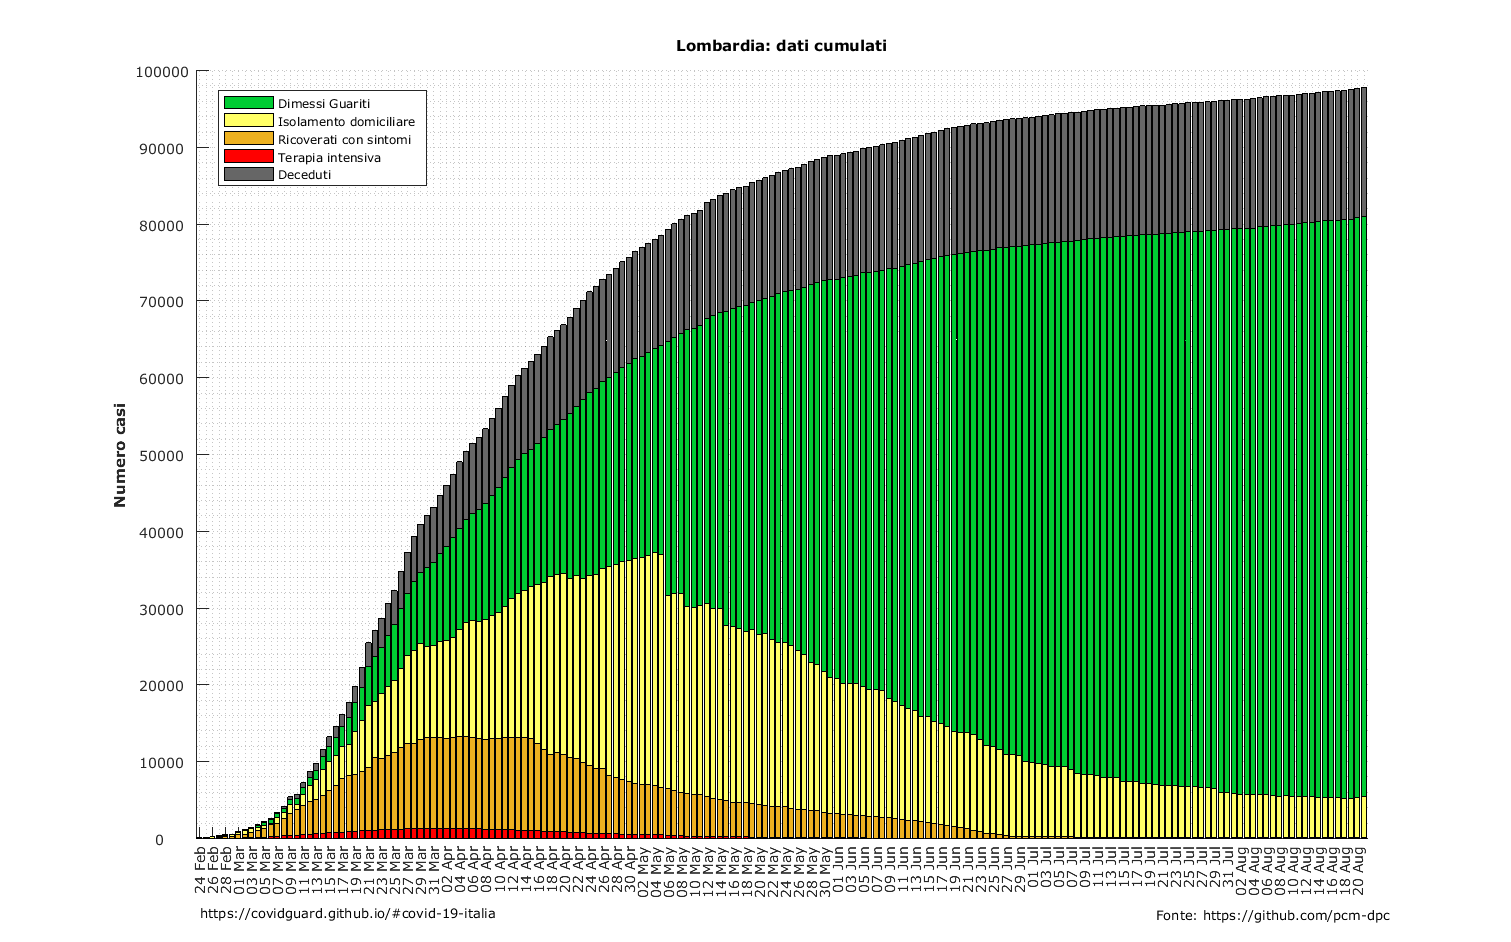 Lombardia: dati cumulati
Numero casi
100000
90000
80000
70000
60000
50000
40000
30000
20000
10000
0
Dimessi Guariti
Isolamento domiciliare
Ricoverati con sintomi
Terapia intensiva
Deceduti
24 Feb
26 Feb
28 Feb
01 Mar
03 Mar
05 Mar
07 Mar
09 Mar
11 Mar
13 Mar
15 Mar
17 Mar
19 Mar
21 Mar
23 Mar
25 Mar
27 Mar
29 Mar
31 Mar
02 Apr
04 Apr
06 Apr
08 Apr
10 Apr
12 Apr
14 Apr
16 Apr
18 Apr
20 Apr
22 Apr
24 Apr
26 Apr
28 Apr
30 Apr
02 May
04 May
06 May
08 May
10 May
12 May
14 May
16 May
18 May
20 May
22 May
24 May
26 May
28 May
30 May
01 Jun
03 Jun
05 Jun
07 Jun
09 Jun
11 Jun
13 Jun
15 Jun
17 Jun
19 Jun
21 Jun
23 Jun
25 Jun
27 Jun
29 Jun
01 Jul
03 Jul
05 Jul
07 Jul
09 Jul
11 Jul
13 Jul
15 Jul
17 Jul
19 Jul
21 Jul
23 Jul
25 Jul
27 Jul
29 Jul
31 Jul
02 Aug
04 Aug
06 Aug
08 Aug
10 Aug
12 Aug
14 Aug
16 Aug
18 Aug
20 Aug
https://covidguard.github.io/#covid-19-italia
Fonte: https://github.com/pcm-dpc